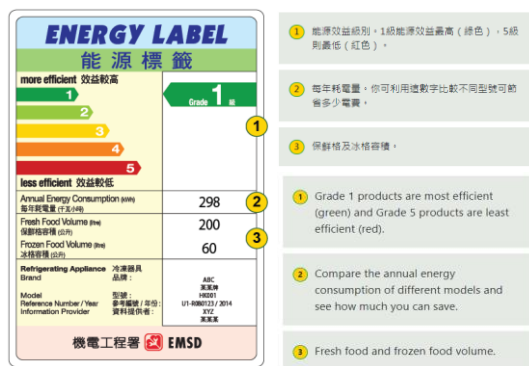 ENERGY LABEL
能源標籤
more efficient 效益較高
1
2
3
4
5
Grade 1 級
1
less efficient 效益較低
Annual Energy Consumption (kWh) 298
每年耗電量 (千瓦小時)
2
Fresh Food Volume (litre) 200
保鮮格容積 (公升)
3
Frozen Food Volume (litre) 60
冰格容積 (公升)
Refrigerating Appliance 冷凍器具
Brand 品牌：ABC
某某牌
Model 型號：HK001
Reference Number / Year 參考編號 / 年份：U1-R080123 / 2014
Information Provider 資料提供者：XYZ
某某某
機電工程署 EMSD
1 能源效益級別。1級能源效益最高（綠色），5級
則最低（紅色）。
2 每年耗電量。你可利用這數字比較不同型號可節
省多少電費。
3 保鮮格及冰格容積。
1 Grade 1 products are most efficient
(green) and Grade 5 products are least
efficient (red).
2 Compare the annual energy
consumption of different models and
see how much you can save.
3 Fresh food and frozen food volume.